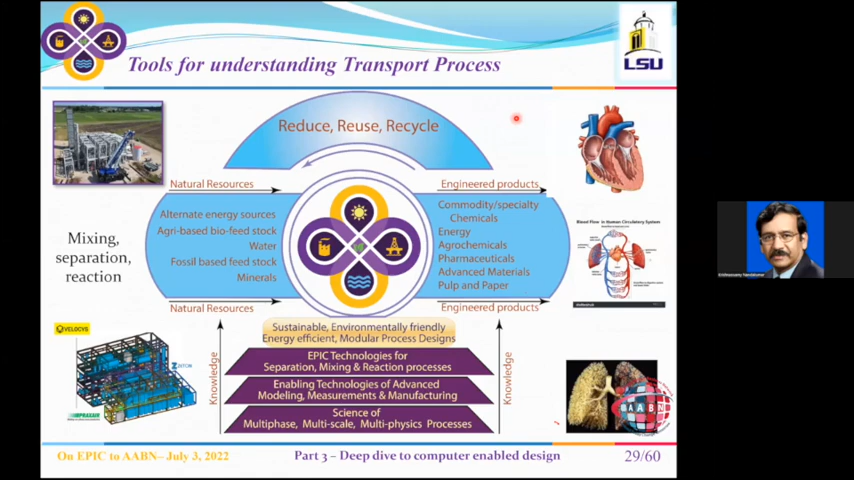 Tools for understanding Transport Process
LSU
Reduce, Reuse, Recycle
Natural Resources
Engineered products
Alternate energy sources
Agri-based bio-feed stock
Water
Fossil based feed stock
Minerals
Commodity/specialty
Chemicals
Energy
Agrochemicals
Pharmaceuticals
Advanced Materials
Pulp and Paper
Mixing,
separation,
reaction
Natural Resources
Engineered products
Blood Flow in Human Circulatory System
Sustainable, Environmentally friendly
Energy efficient, Modular Process Designs
EPIC Technologies for
Separation, Mixing & Reaction processes
Enabling Technologies of Advanced
Modeling, Measurements & Manufacturing
Science of
Multiphase, Multi-scale, Multi-physics Processes
Knowledge
Knowledge
VELOCYS
ZETON
PRAXAIR
AABN
On EPIC to AABN– July 3, 2022
Part 3 – Deep dive to computer enabled design
29/60